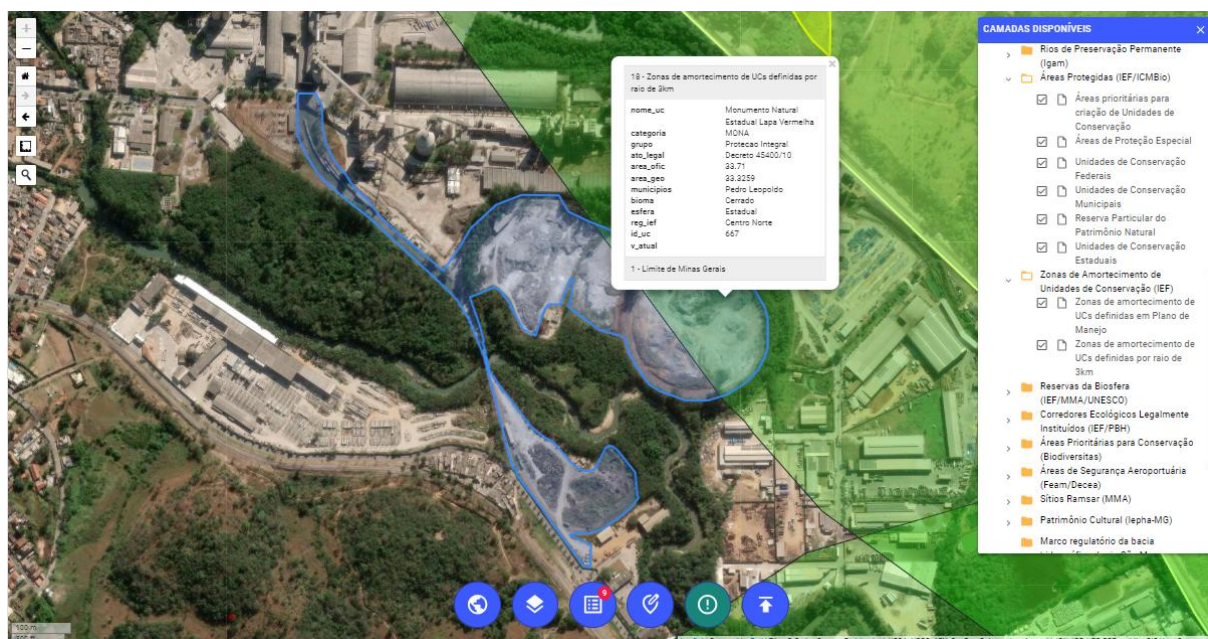 CAMADAS DISPONÍVEIS
Rios de Preservação Permanente
(Igam)
Áreas Protegidas (IEF/ICMBio)
Áreas prioritárias para
criação de Unidades de
Conservação
Áreas de Proteção Especial
Unidades de Conservação
Federais
Unidades de Conservação
Municipais
Reserva Particular do
Patrimônio Natural
Unidades de Conservação
Estaduais
Zonas de Amortecimento de
Unidades de Conservação (IEF)
Zonas de amortecimento de
UCs definidas em Plano de
Manejo
Zonas de amortecimento de
UCs definidas por raio de
3km
Reservas da Biosfera
(IEF/MMA/UNESCO)
Corredores Ecológicos Legalmente
Instituídos (IEF/PBH)
Áreas Prioritárias para Conservação
(Biodiversitas)
Áreas de Segurança Aeroportuária
(Feam/Decea)
Sítios Ramsar (MMA)
Patrimônio Cultural (Iepha-MG)
Marco regulatório da bacia
18 - Zonas de amortecimento de UCs definidas por
raio de 3km
nome_uc Monumento Natural
Estadual Lapa Vermelha
categoria MONA
grupo Protecao Integral
ato_legal Decreto 45400/10
area_ofic 33.71
area_geo 33.3259
municipios Pedro Leopoldo
bioma Cerrado
esfera Estadual
reg_ief Centro Norte
id_uc 667
v_atual
1 - Limite de Minas Gerais
9
100 m